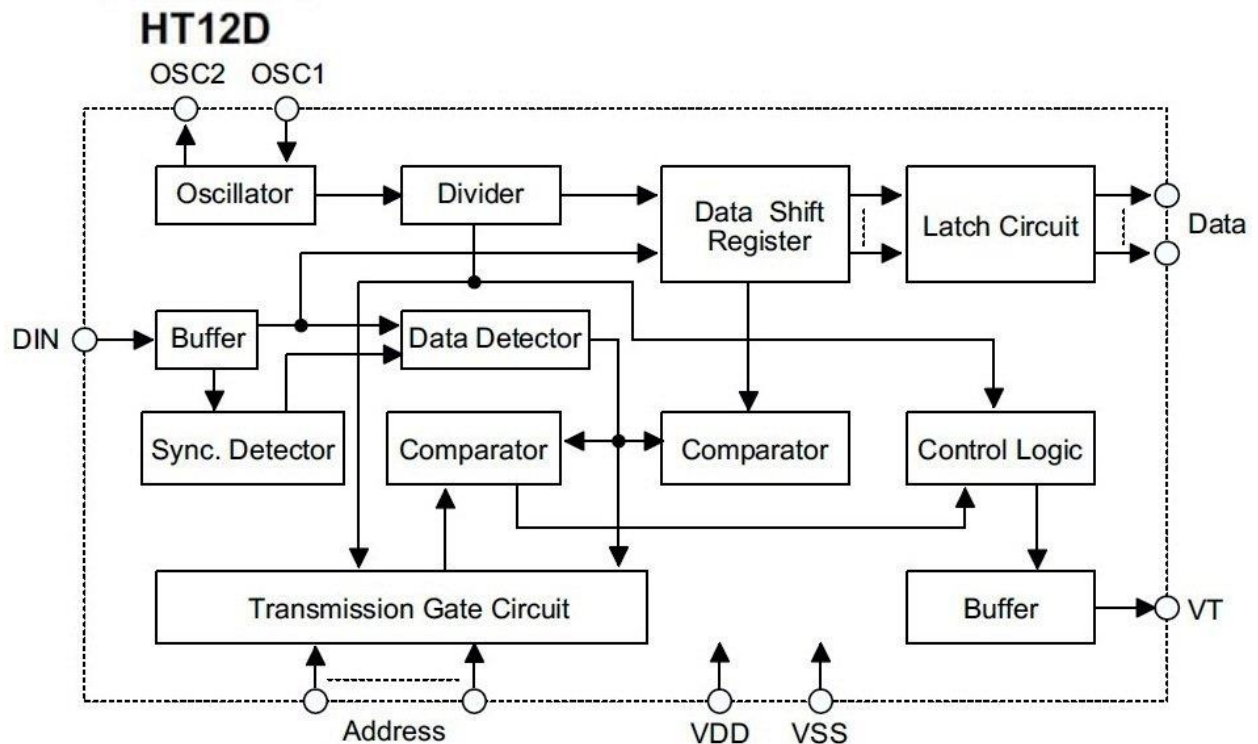 HT12D
OSC2 OSC1
Oscillator
Divider
Data Shift
Register
Latch Circuit
Data
DIN
Buffer
Data Detector
Sync. Detector
Comparator
Comparator
Control Logic
Transmission Gate Circuit
Buffer
VT
Address
VDD
VSS